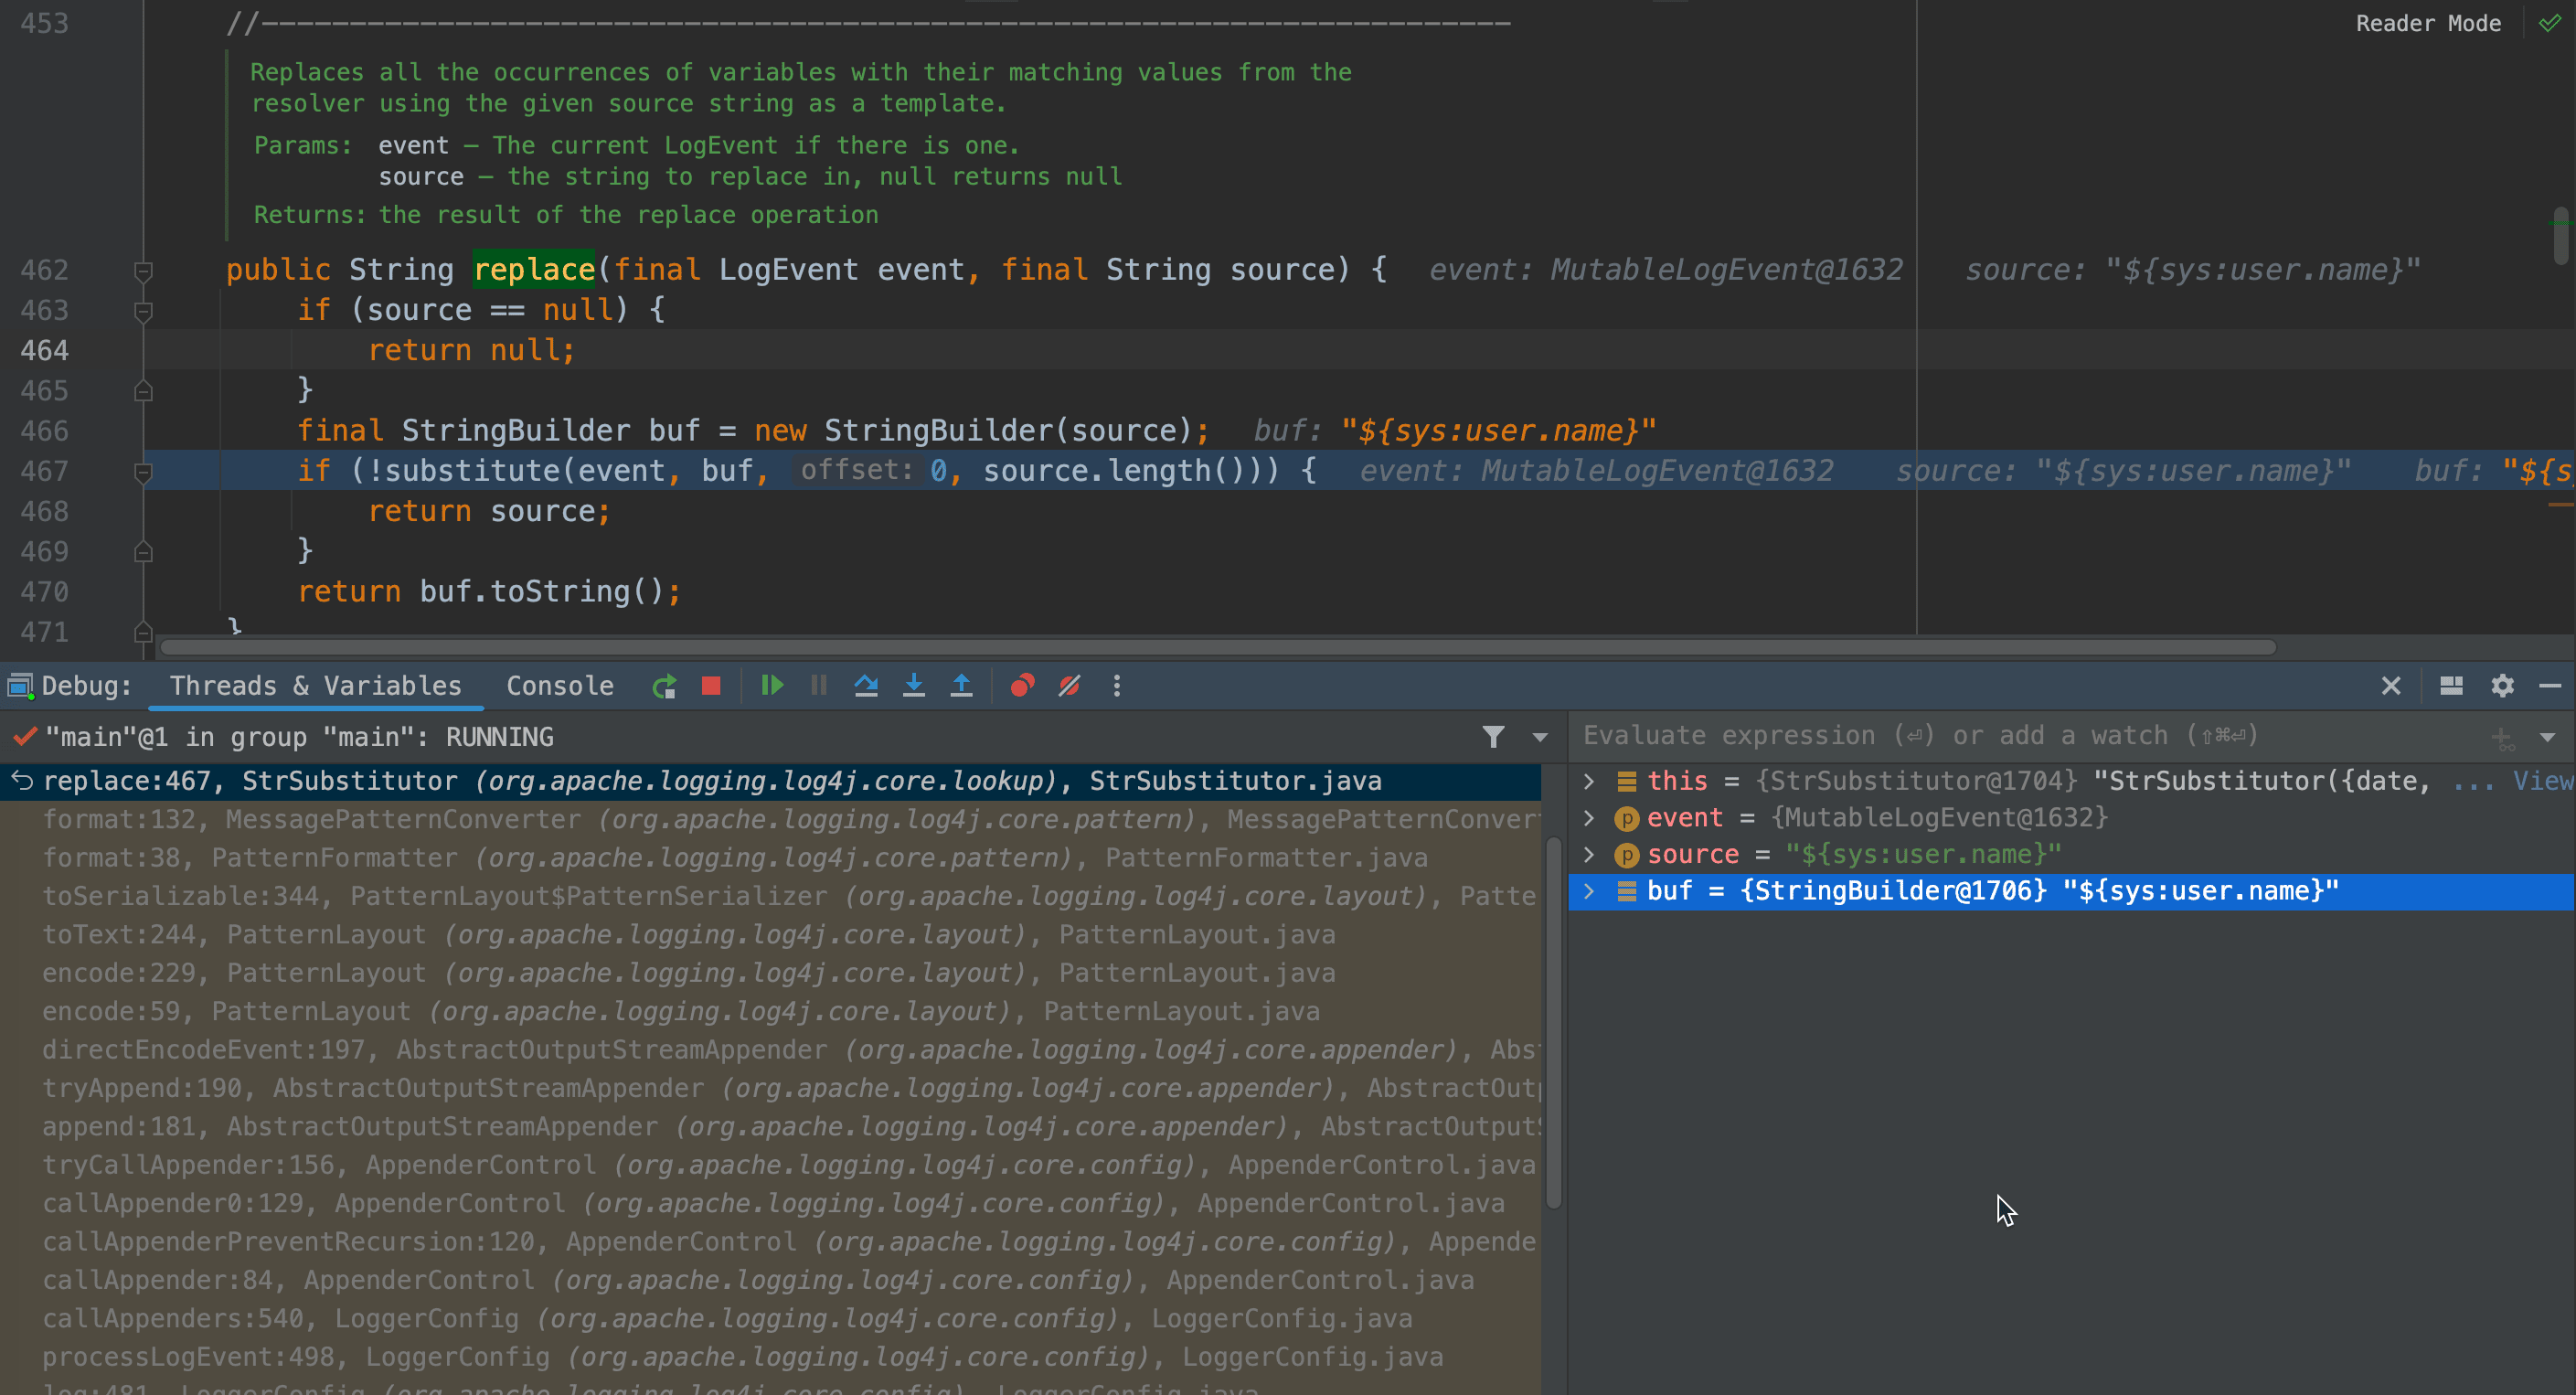 453 //-----------------------------------------------------------------------
Reader Mode
Replaces all the occurrences of variables with their matching values from the
resolver using the given source string as a template.
Params: event – The current LogEvent if there is one.
source – the string to replace in, null returns null
Returns: the result of the replace operation
462 public String replace(final LogEvent event, final String source) { event: MutableLogEvent@1632 source: "${sys:user.name}"
463 if (source == null) {
464 return null;
465 }
466 final StringBuilder buf = new StringBuilder(source); buf: "${sys:user.name}"
467 if (!substitute(event, buf, offset: 0, source.length())) { event: MutableLogEvent@1632 source: "${sys:user.name}" buf: "${s
468 return source;
469 }
470 return buf.toString();
471 }
Debug: Threads & Variables Console
"main"@1 in group "main": RUNNING
Evaluate expression (⏎) or add a watch (⇧⌘⏎)
replace:467, StrSubstitutor (org.apache.logging.log4j.core.lookup), StrSubstitutor.java
format:132, MessagePatternConverter (org.apache.logging.log4j.core.pattern), MessagePatternConver
format:38, PatternFormatter (org.apache.logging.log4j.core.pattern), PatternFormatter.java
toSerializable:344, PatternLayout$PatternSerializer (org.apache.logging.log4j.core.layout), Patte
toText:244, PatternLayout (org.apache.logging.log4j.core.layout), PatternLayout.java
encode:229, PatternLayout (org.apache.logging.log4j.core.layout), PatternLayout.java
encode:59, PatternLayout (org.apache.logging.log4j.core.layout), PatternLayout.java
directEncodeEvent:197, AbstractOutputStreamAppender (org.apache.logging.log4j.core.appender), Abs
tryAppend:190, AbstractOutputStreamAppender (org.apache.logging.log4j.core.appender), AbstractOut
append:181, AbstractOutputStreamAppender (org.apache.logging.log4j.core.appender), AbstractOutput
tryCallAppender:156, AppenderControl (org.apache.logging.log4j.core.config), AppenderControl.java
callAppender0:129, AppenderControl (org.apache.logging.log4j.core.config), AppenderControl.java
callAppenderPreventRecursion:120, AppenderControl (org.apache.logging.log4j.core.config), Appende
callAppender:84, AppenderControl (org.apache.logging.log4j.core.config), AppenderControl.java
callAppenders:540, LoggerConfig (org.apache.logging.log4j.core.config), LoggerConfig.java
processLogEvent:498, LoggerConfig (org.apache.logging.log4j.core.config), LoggerConfig.java
log:481, LoggerConfig (org.apache.logging.log4j.core.config), LoggerConfig.java
this = {StrSubstitutor@1704} "StrSubstitutor({date, ... View
p event = {MutableLogEvent@1632}
p source = "${sys:user.name}"
buf = {StringBuilder@1706} "${sys:user.name}"